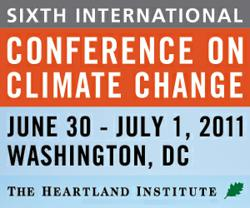 SIXTH INTERNATIONAL
CONFERENCE ON
CLIMATE CHANGE
JUNE 30 - JULY 1, 2011
WASHINGTON, DC
THE HEARTLAND INSTITUTE